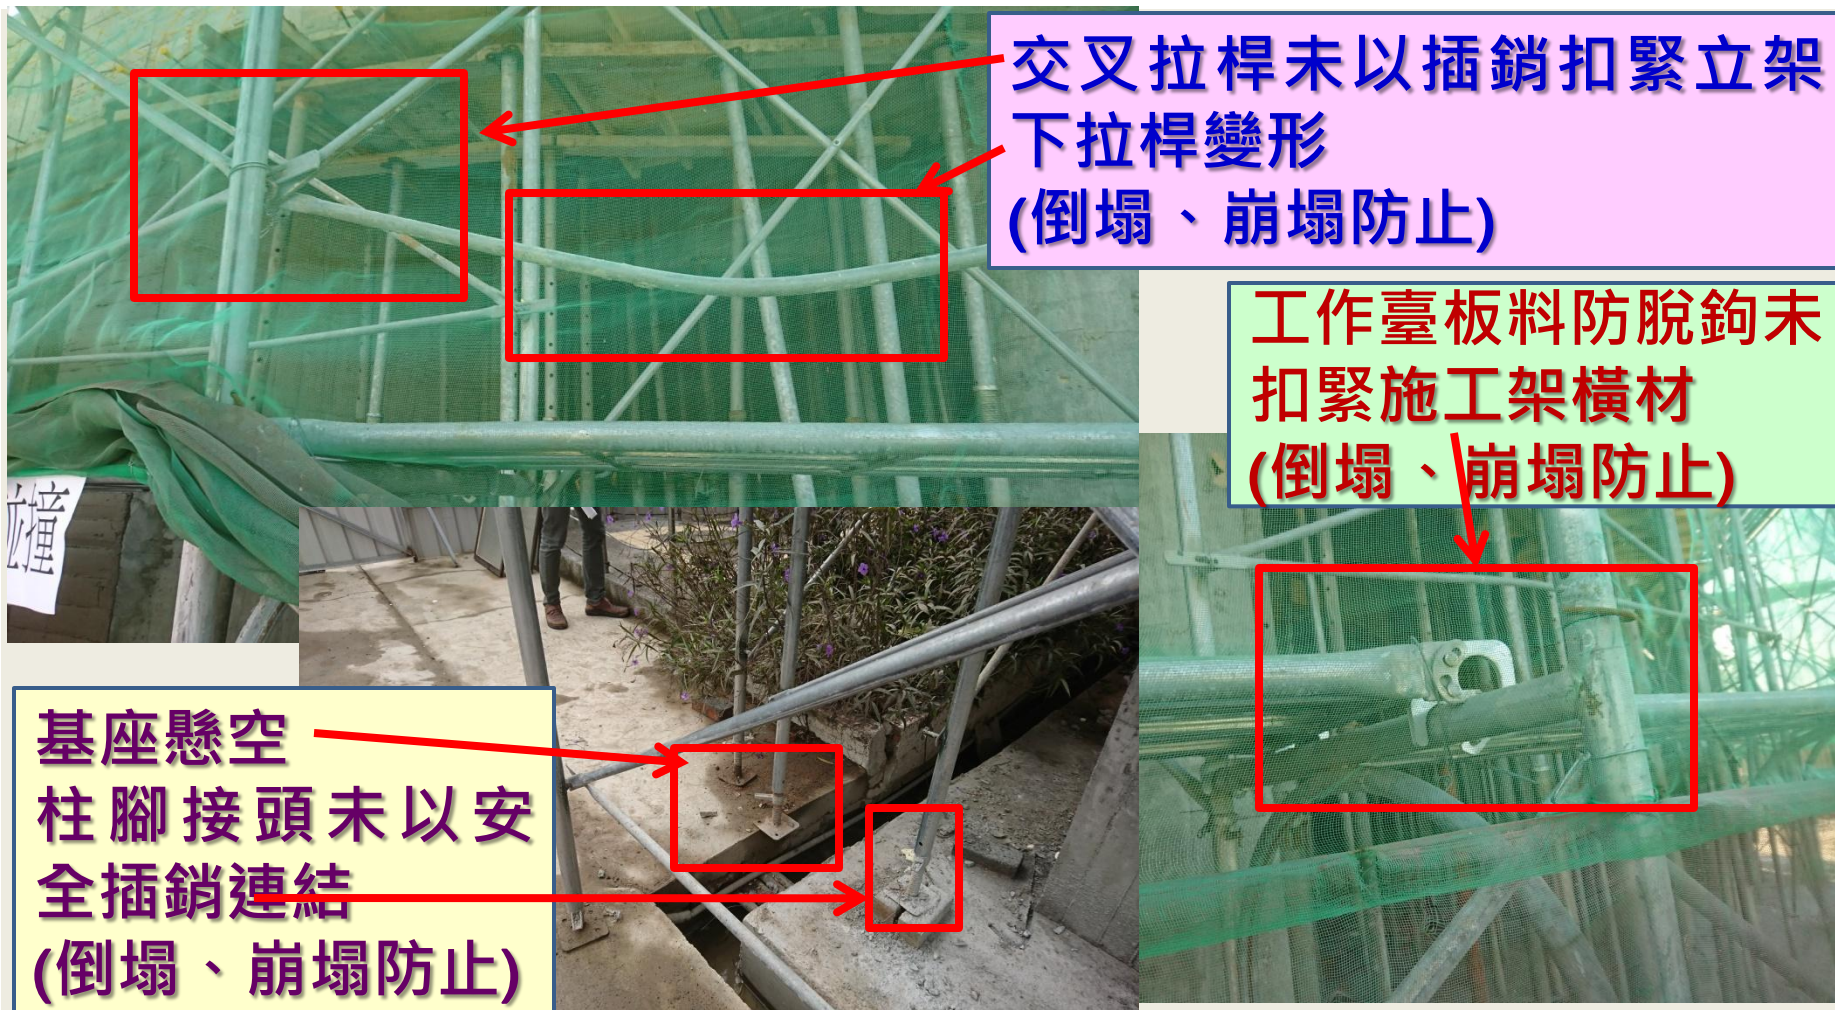 交叉拉桿未以插銷扣緊立架
下拉桿變形
(倒塌、崩塌防止)
工作臺板料防脫鉤未
扣緊施工架橫材
(倒塌、崩塌防止)
撞
基座懸空
柱腳接頭未以安
全插銷連結
(倒塌、崩塌防止)